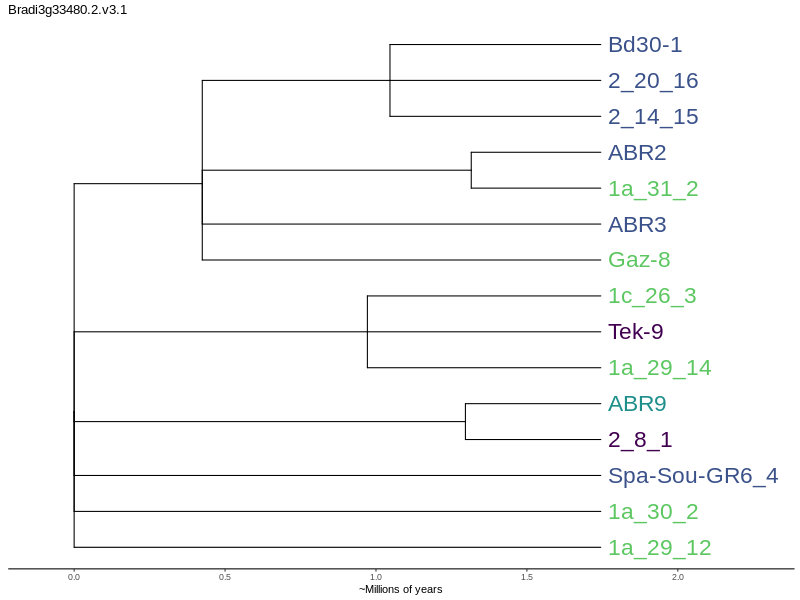 Bradi3g33480.2.v3.1
Bd30-1
2_20_16
2_14_15
ABR2
1a_31_2
ABR3
Gaz-8
1c_26_3
Tek-9
1a_29_14
ABR9
2_8_1
Spa-Sou-GR6_4
1a_30_2
1a_29_12
0.0 0.5 1.0 1.5 2.0
~Millions of years